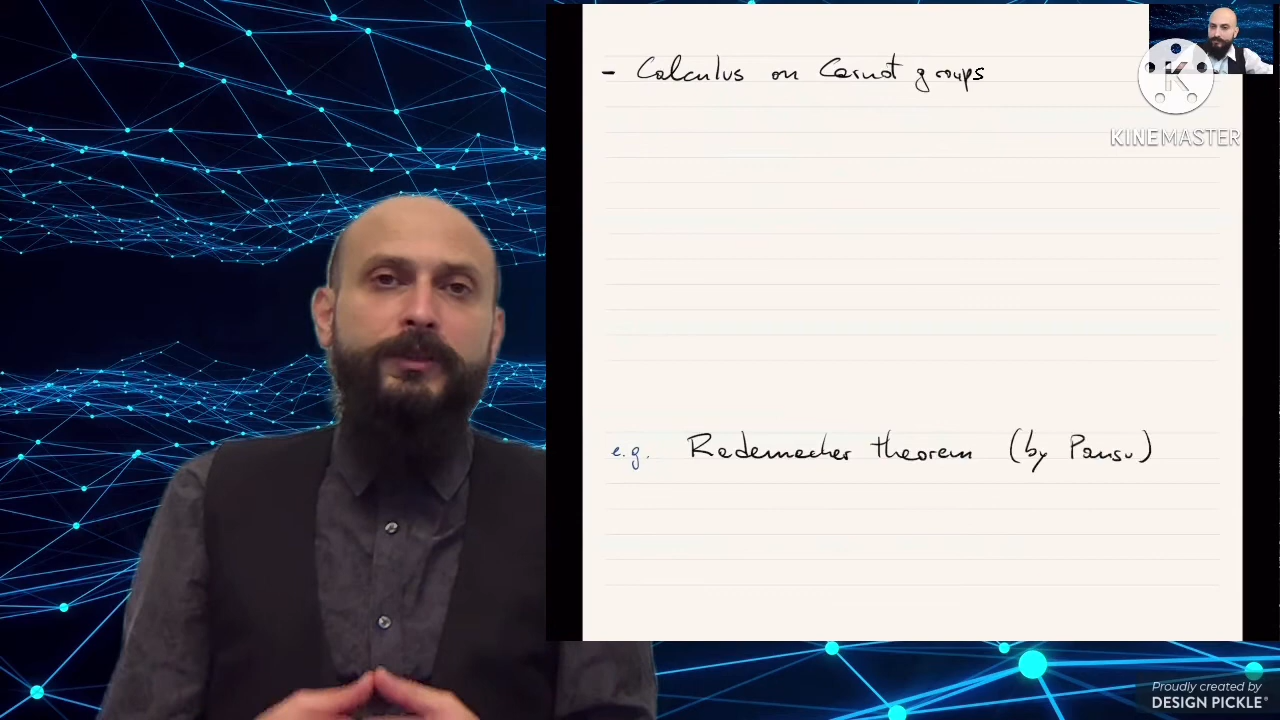 - Calculus on Carnot groups
K
KINEMASTER
e.g. Rademacher theorem (by Pansu)
Proudly created by
DESIGN PICKLE®